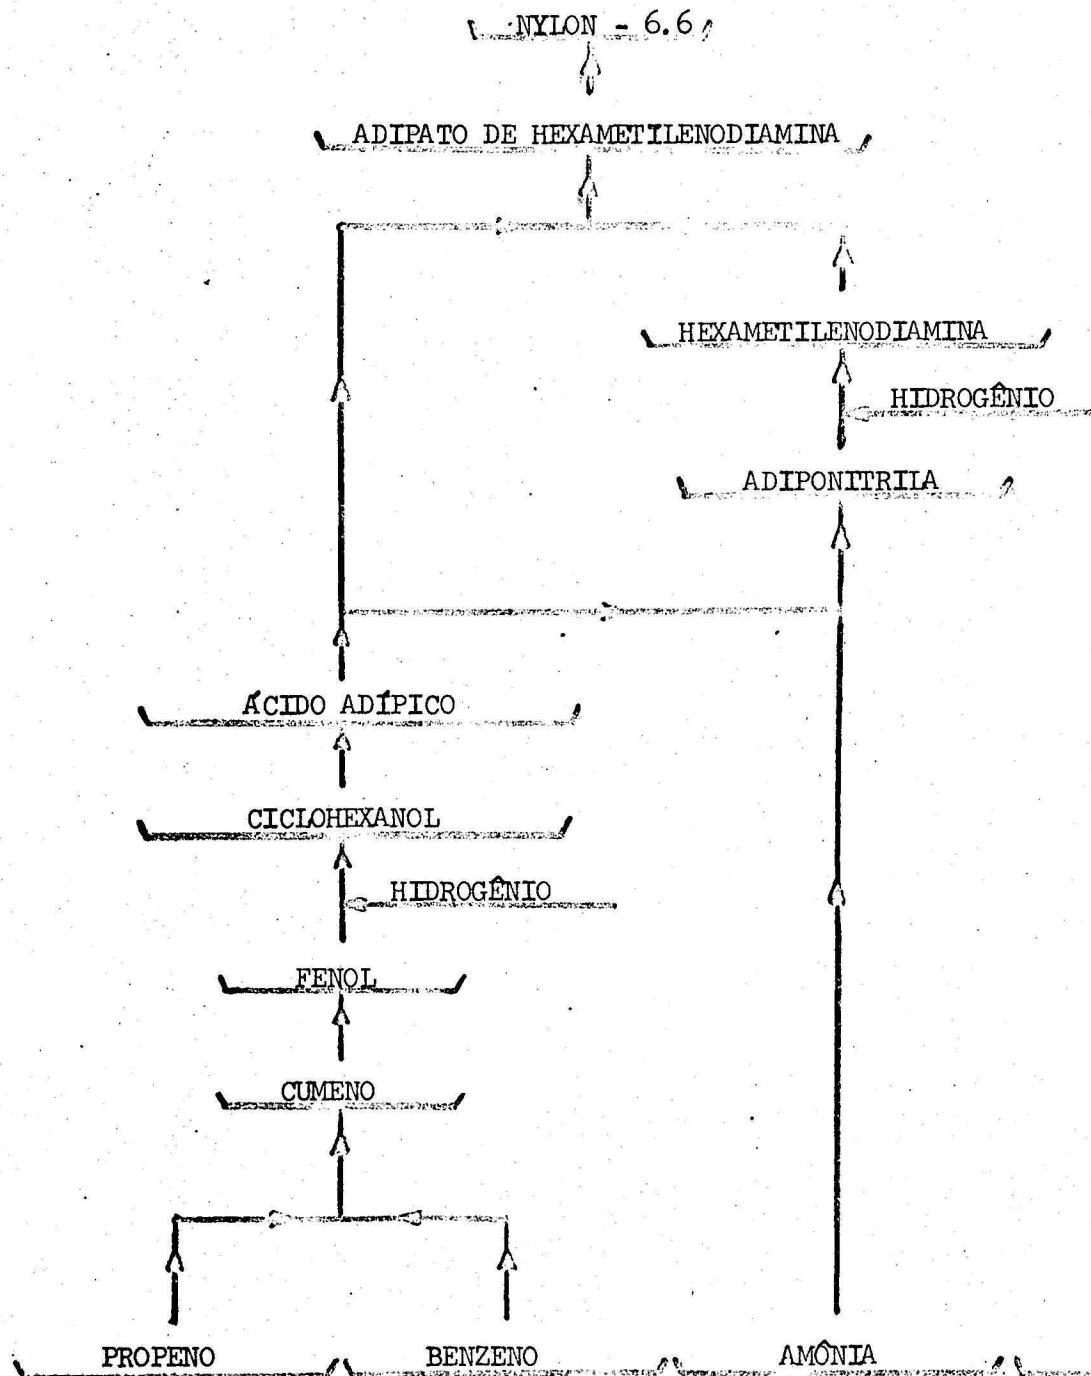 NYLON - 6.6
ADIPATO DE HEXAMETILENODIAMINA
HEXAMETILENODIAMINA
HIDROGÊNIO
ADIPONITRILA
ÁCIDO ADÍPICO
CICLOHEXANOL
HIDROGÊNIO
FENOL
CUMENO
PROPENO
BENZENO
AMÔNIA